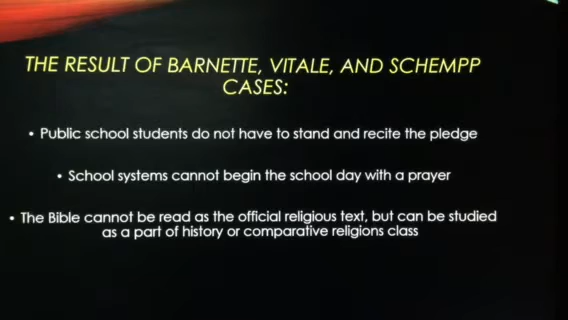 THE RESULT OF BARNETTE, VITALE, AND SCHEMPP
CASES:
• Public school students do not have to stand and recite the pledge
• School systems cannot begin the school day with a prayer
• The Bible cannot be read as the official religious text, but can be studied
as a part of history or comparative religions class